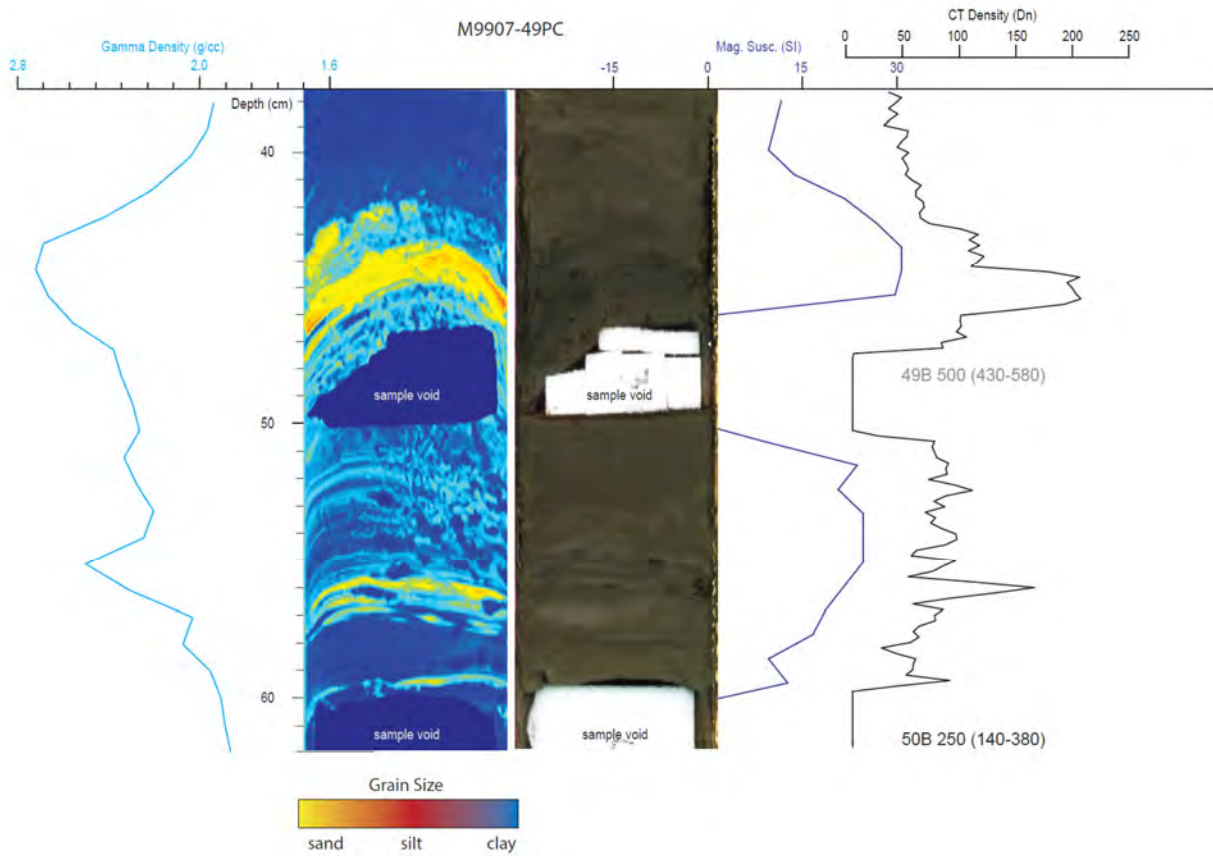 M9907-49PC
CT Density (Dn)
0 50 100 150 200 250
Gamma Density (g/cc)
Mag. Susc. (SI)
2.8 2.0 1.6 -15 0 15 30
Depth (cm)
40
sample void sample void
49B 500 (430-580)
50
60
sample void sample void
50B 250 (140-380)
Grain Size
sand silt clay